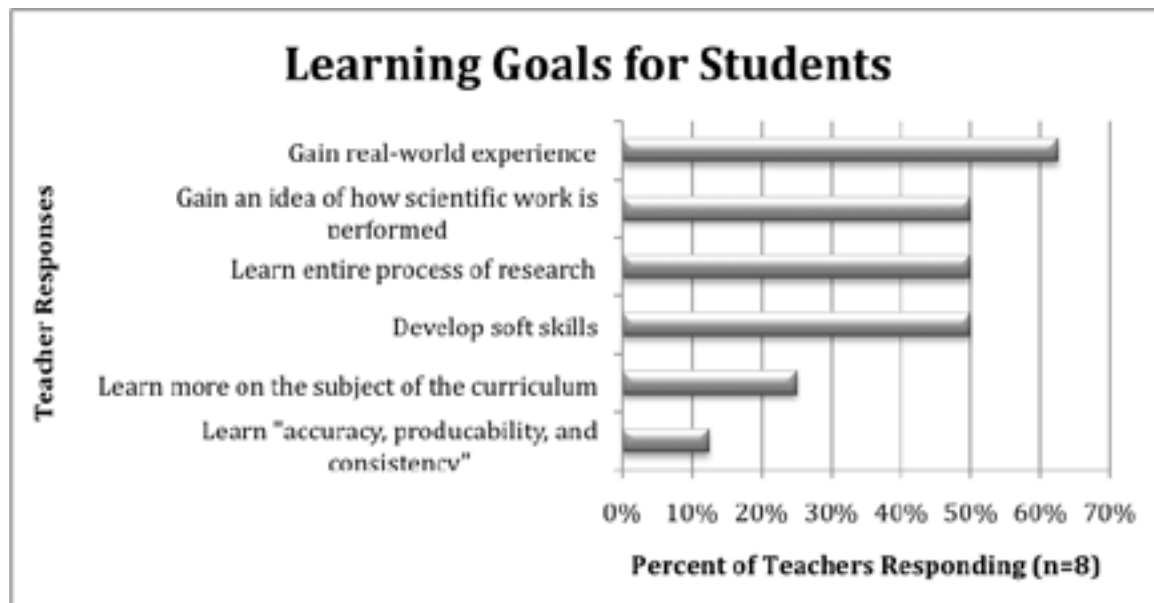 Learning Goals for Students
Teacher Responses
Gain real-world experience
Gain an idea of how scientific work is
performed
Learn entire process of research
Develop soft skills
Learn more on the subject of the curriculum
Learn "accuracy, producability, and
consistency"
0% 10% 20% 30% 40% 50% 60% 70%
Percent of Teachers Responding (n=8)